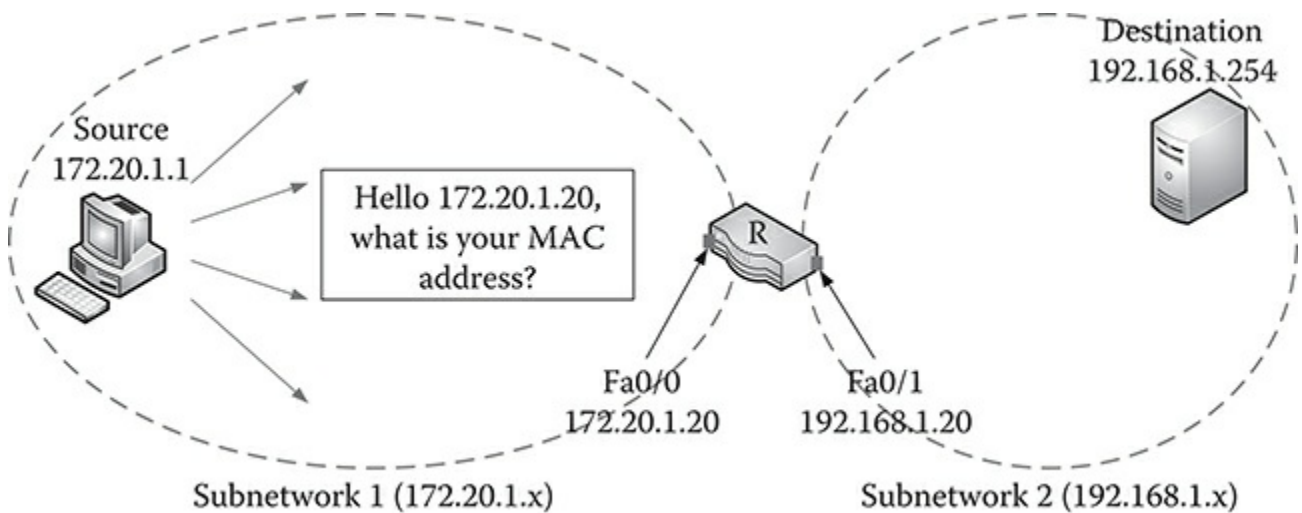 Destination
192.168.1.254
Source
172.20.1.1
Hello 172.20.1.20,
what is your MAC
address?
R
Fa0/0
172.20.1.20
Fa0/1
192.168.1.20
Subnetwork 1 (172.20.1.x)
Subnetwork 2 (192.168.1.x)